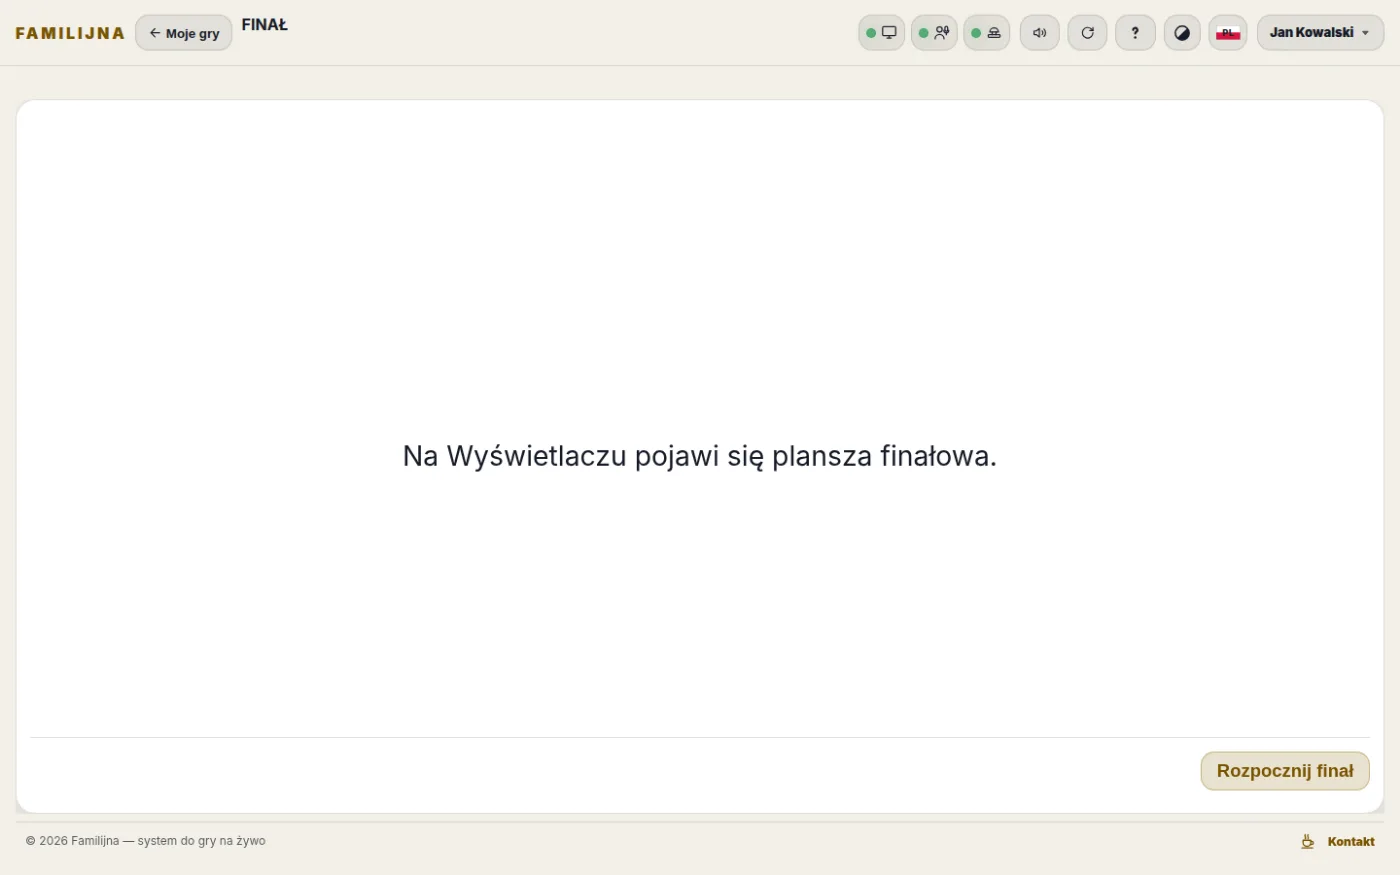 FAMILIJNA
← Moje gry
FINAŁ
?
PL
Jan Kowalski
Na Wyświetlaczu pojawi się plansza finałowa.
Rozpocznij finał
© 2026 Familijna — system do gry na żywo
Kontakt